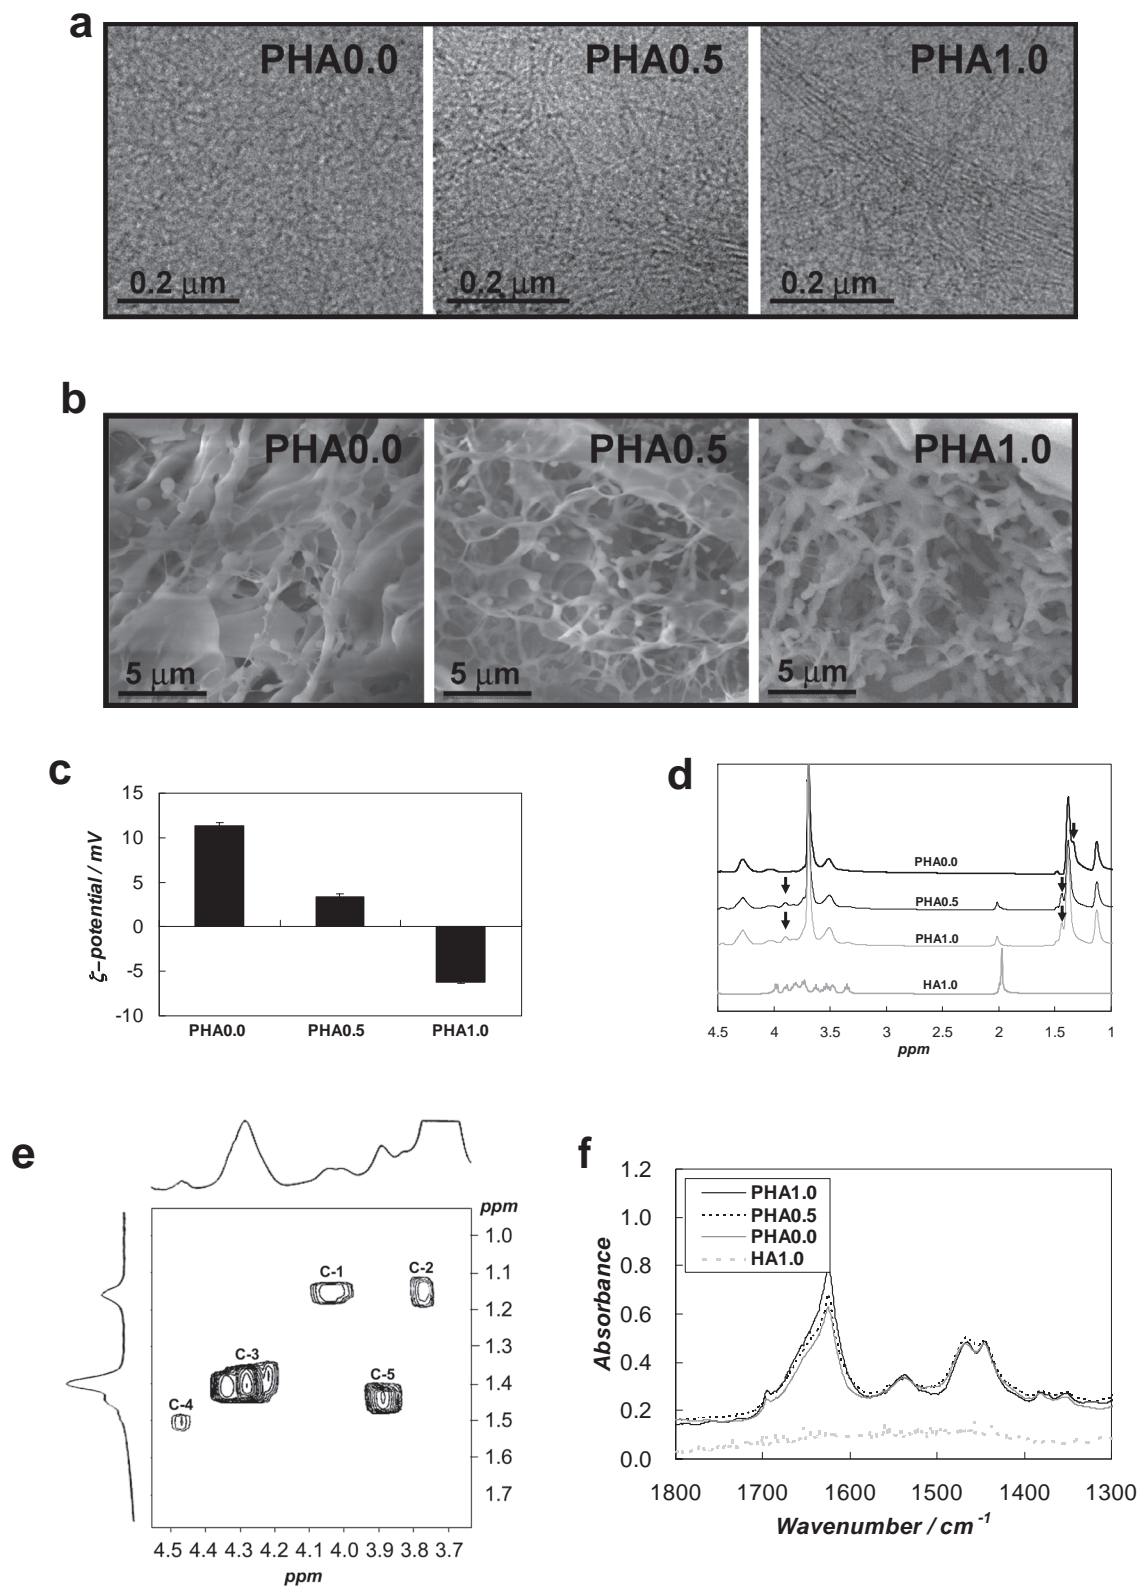 a
PHA0.0 PHA0.5 PHA1.0
0.2 μm 0.2 μm 0.2 μm
b
PHA0.0 PHA0.5 PHA1.0
5 μm 5 μm 5 μm
c
15
10
5
0
-5
-10
ζ-potential / mV
PHA0.0 PHA0.5 PHA1.0
d
PHA0.0
PHA0.5
PHA1.0
HA1.0
4.5 4 3.5 3 2.5 2 1.5 1
ppm
e
ppm
1.0
1.1
1.2
1.3
1.4
1.5
1.6
1.7
C-1 C-2
C-3
C-5
C-4
4.5 4.4 4.3 4.2 4.1 4.0 3.9 3.8 3.7
ppm
f
1.2
1.0
0.8
0.6
0.4
0.2
0.0
Absorbance
PHA1.0
PHA0.5
PHA0.0
HA1.0
1800 1700 1600 1500 1400 1300
Wavenumber / cm⁻¹